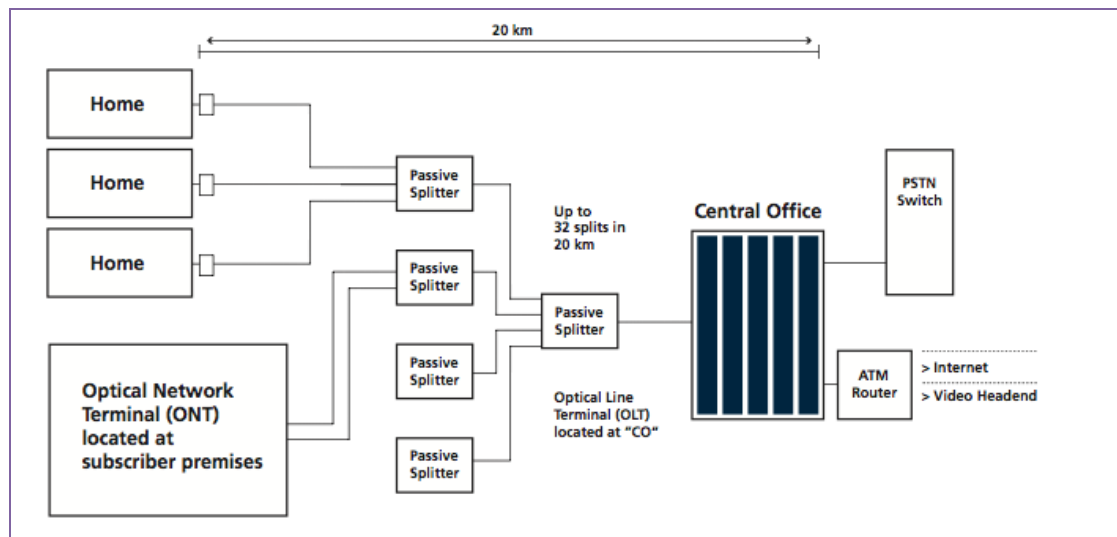 20 km
Home
Home
Home
Passive
Splitter
Passive
Splitter
Passive
Splitter
Passive
Splitter
Passive
Splitter
Up to
32 splits in
20 km
Optical Line
Terminal (OLT)
located at “CO“
Central Office
PSTN
Switch
ATM
Router
> Internet
> Video Headend
Optical Network
Terminal (ONT)
located at
subscriber premises